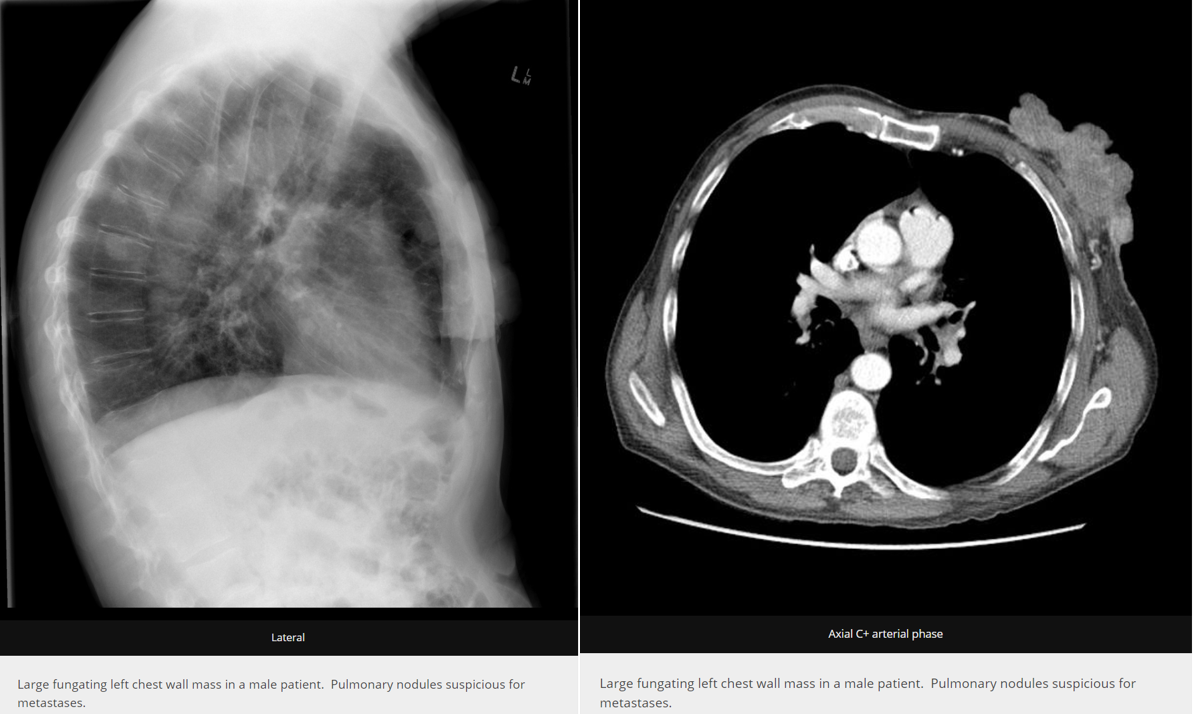 L L M
Lateral
Axial C+ arterial phase
Large fungating left chest wall mass in a male patient.  Pulmonary nodules suspicious for
metastases.
Large fungating left chest wall mass in a male patient.  Pulmonary nodules suspicious for
metastases.